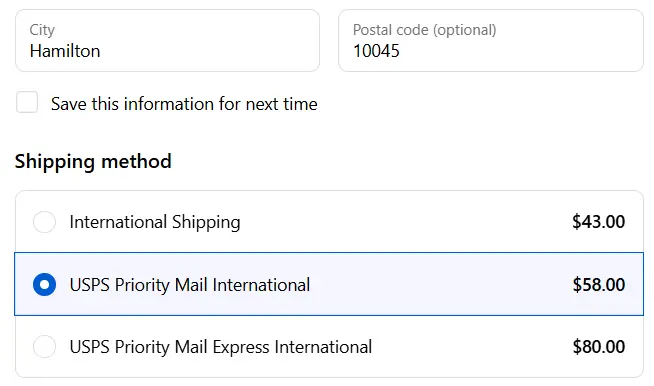 City
Hamilton
Postal code (optional)
10045
Save this information for next time
Shipping method
International Shipping $43.00
USPS Priority Mail International $58.00
USPS Priority Mail Express International $80.00